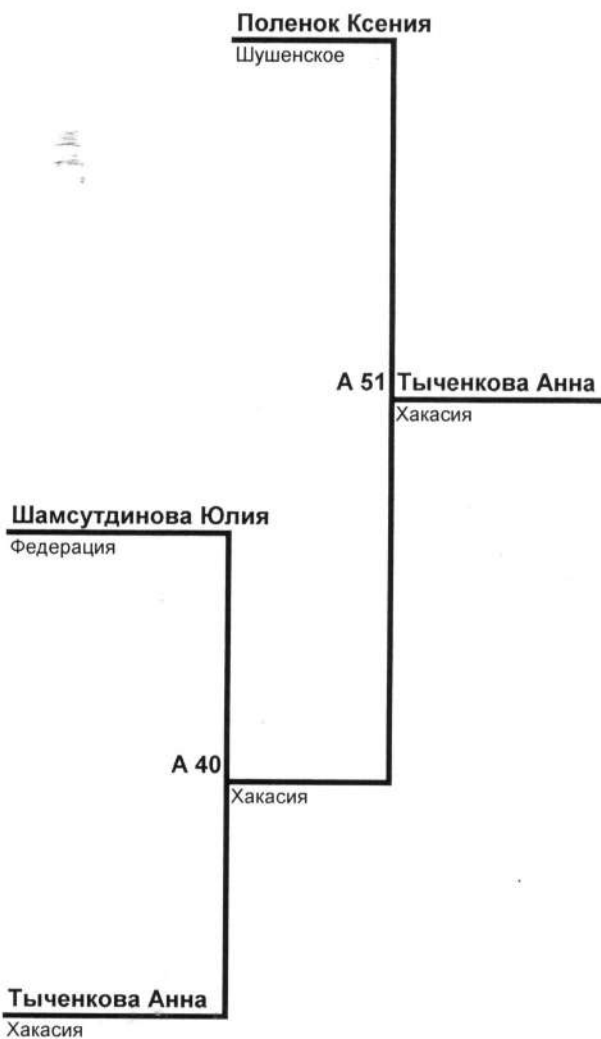 Поленок Ксения
Шушенское
А 51 Тыченкова Анна
Хакасия
Шамсутдинова Юлия
Федерация
А 40
Хакасия
Тыченкова Анна
Хакасия